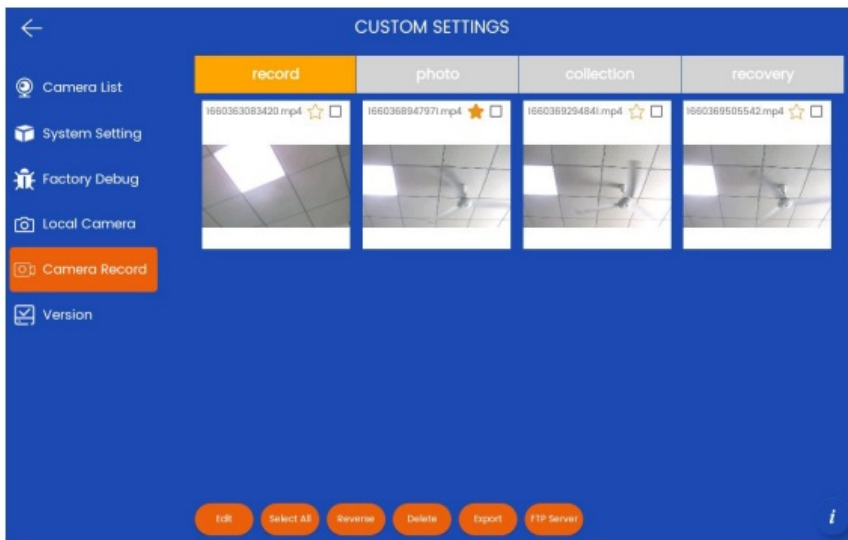 CUSTOM SETTINGS
Camera List
System Setting
Factory Debug
Local Camera
Camera Record
Version
record photo collection recovery
1660363083420.mp4 1660368947971.mp4 1660369294841.mp4 1660369505542.mp4
Edit Select All Reverse Delete Export FTP Server
i